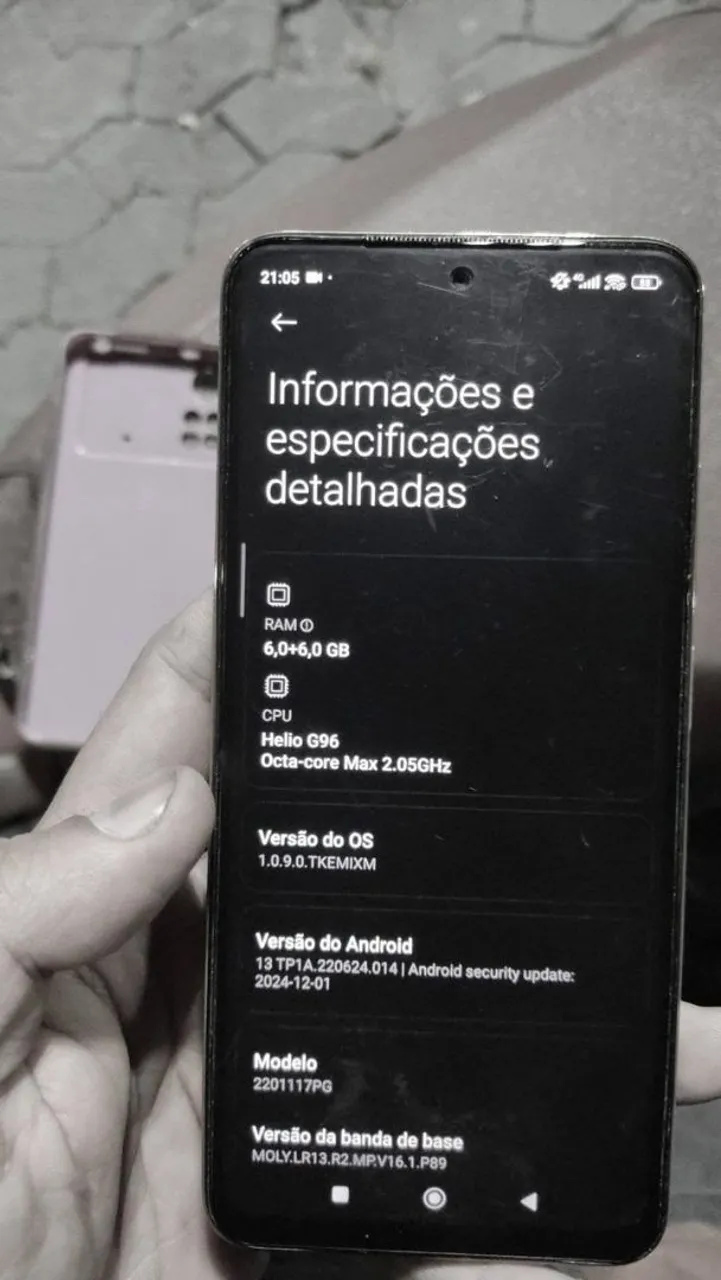 21:05
4G
Informações e
especificações
detalhadas
RAM
6,0+6,0 GB
CPU
Helio G96
Octa-core Max 2.05GHz
Versão do OS
1.0.9.0.TKEMIXM
Versão do Android
13 TP1A.220624.014 | Android security update:
2024-12-01
Modelo
2201117PG
Versão da banda de base
MOLY.LR13.R2.MP.V16.1.P89